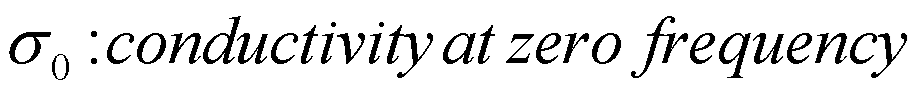 σ₀ :conductivity at zero frequency